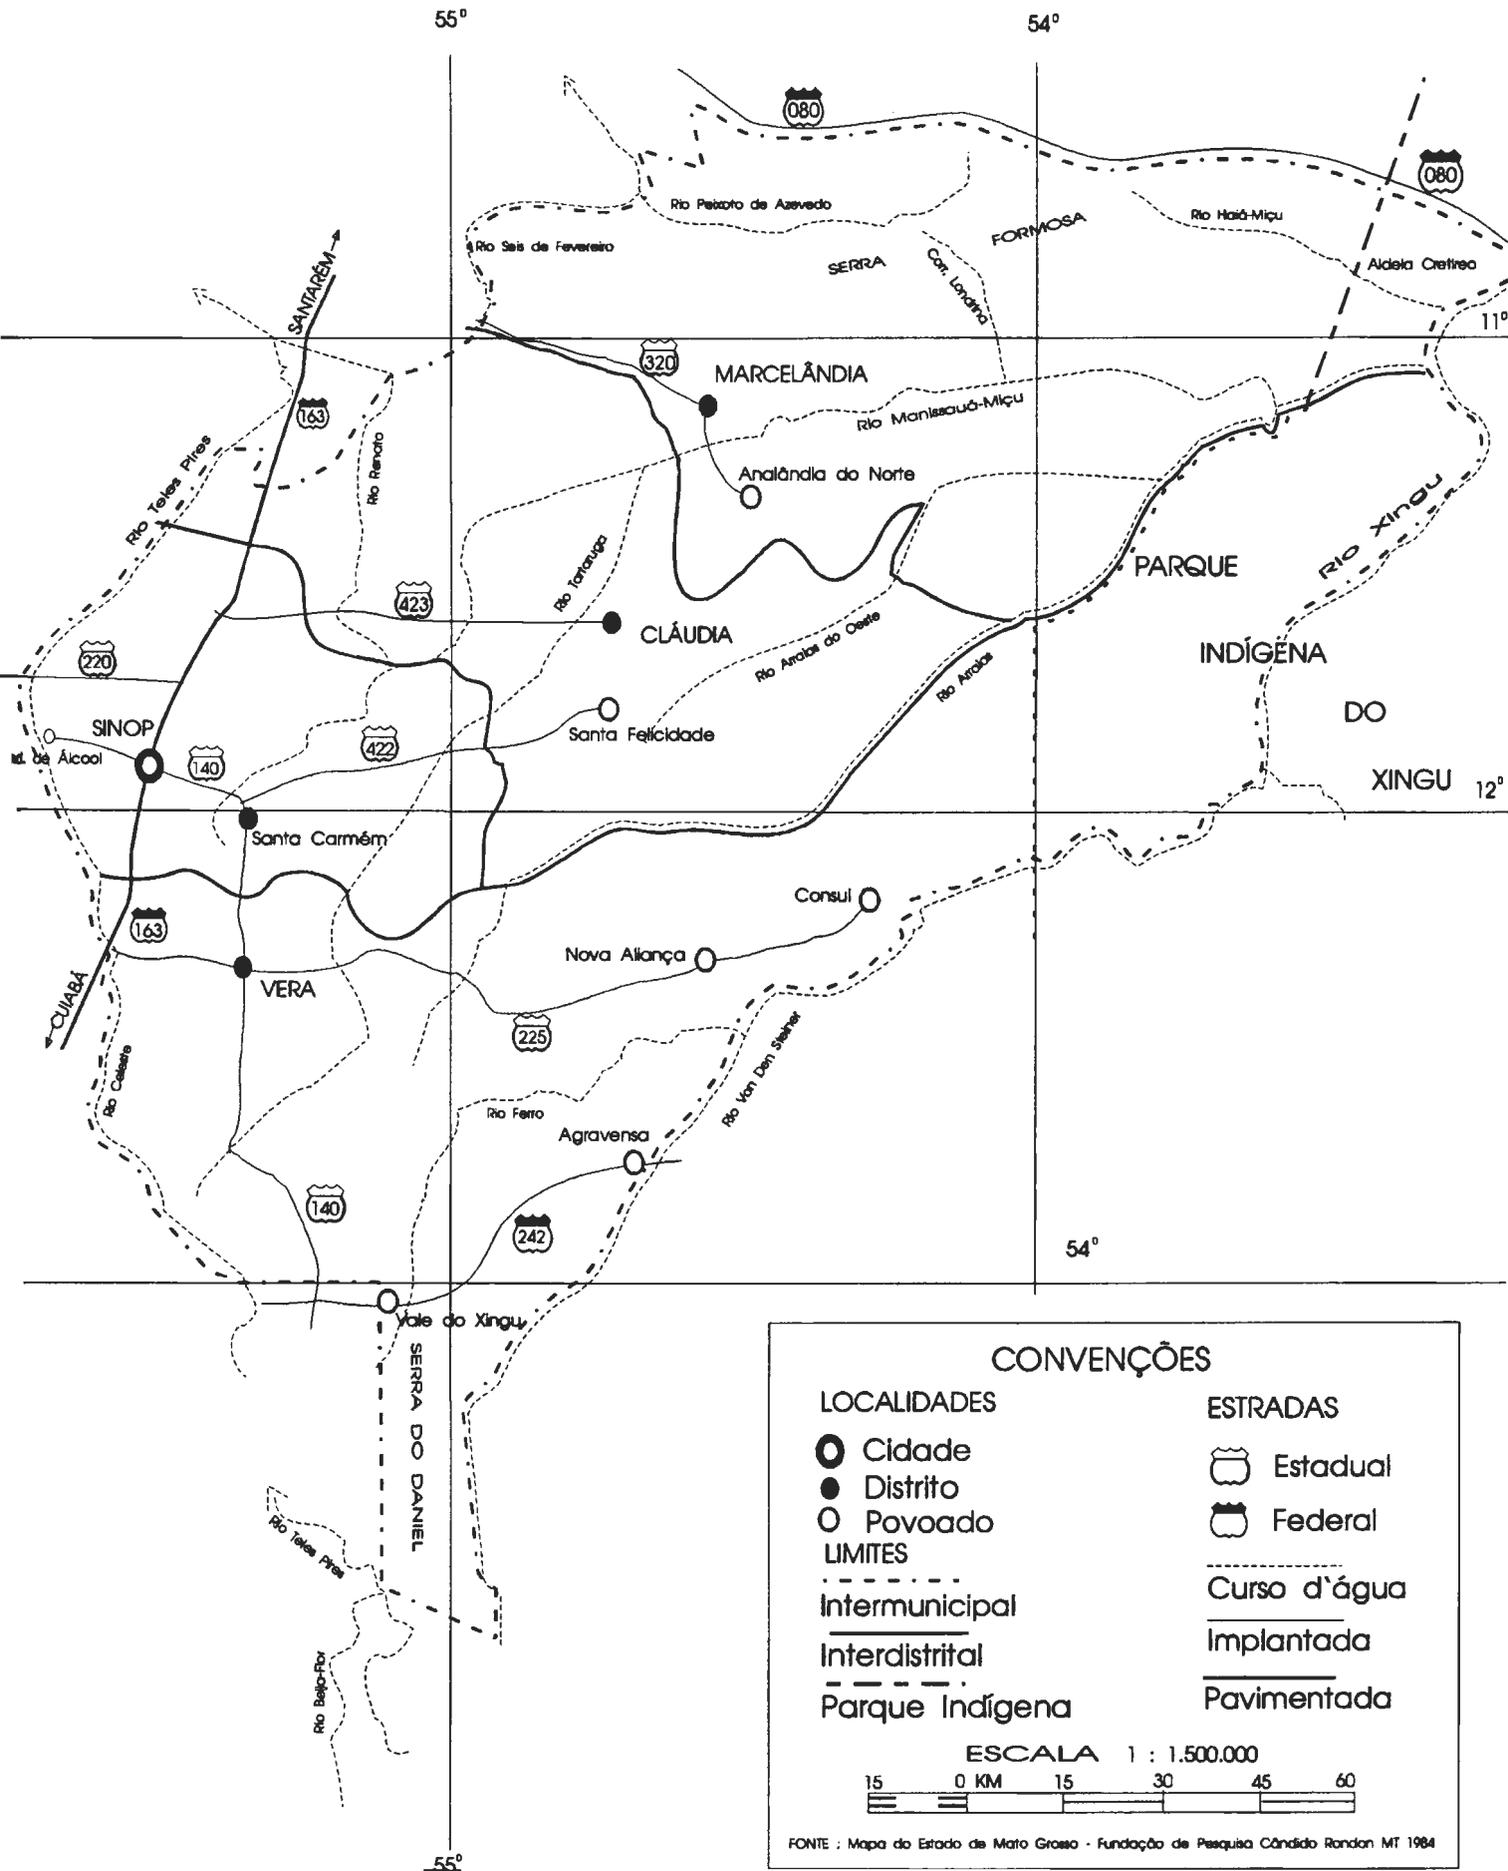 55°
54°
080
080
Rio Peixoto de Azevedo
Rio Haiá-Miçu
FORMOSA
Rio Seis de Fevereiro
SERRA
Corr. Londrina
Aldeia Cretireo
SANTARÉM
11°
320
MARCELÂNDIA
163
Rio Manissauá-Miçu
Rio Teles Pires
Rio Renato
Analândia do Norte
Rio Xingu
PARQUE
Rio Tartaruga
423
CLÁUDIA
Rio Arraias do Oeste
INDÍGENA
220
Rio Arraias
DO
SINOP
Santa Felicidade
422
Id. de Álcool
140
XINGU
12°
Santa Carmém
Consul
163
Nova Aliança
CUIABÁ
VERA
225
Rio Celeste
Rio Von Den Steiner
Rio Ferro
Agravensa
140
242
54°
Vale do Xingu
SERRA DO DANIEL
Rio Teles Pires
Rio Beija-Flor
55°
CONVENÇÕES
LOCALIDADES
Cidade
Distrito
Povoado
LIMITES
Intermunicipal
Interdistrital
Parque Indígena
ESTRADAS
Estadual
Federal
Curso d`água
Implantada
Pavimentada
ESCALA 1 : 1.500.000
15 0 KM 15 30 45 60
FONTE : Mapa do Estado de Mato Grosso - Fundação de Pesquisa Cândido Rondon MT 1984